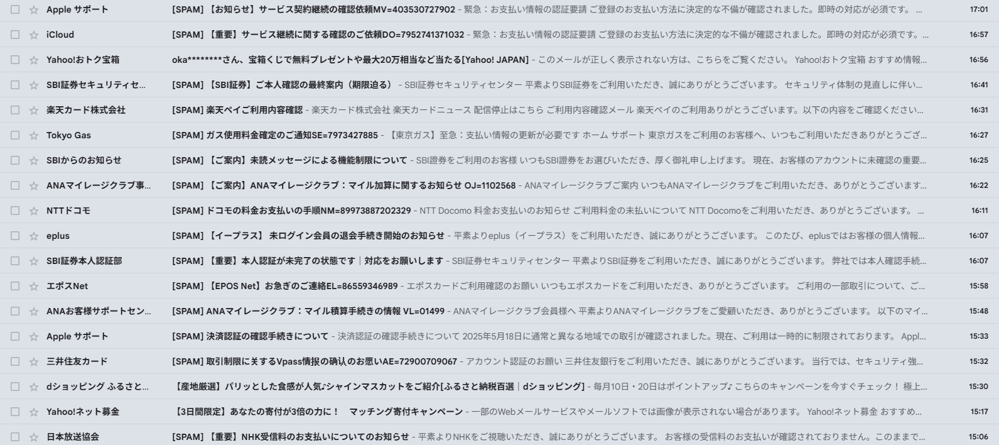 Apple サポート [SPAM] 【お知らせ】サービス契約継続の確認依頼MV=403530727902 - 緊急：お支払い情報の認証要請 ご登録のお支払い方法に決定的な不備が確認されました。即時の対応が必須です。 ... 17:01
iCloud [SPAM] 【重要】サービス継続に関する確認のご依頼DO=7952741371032 - 緊急：お支払い情報の認証要請 ご登録のお支払い方法に決定的な不備が確認されました。即時の対応が必須です。... 16:57
Yahoo!おトク宝箱 oka********さん、宝箱くじで無料プレゼントや最大20万相当など当たる[Yahoo! JAPAN] - このメールが正しく表示されない方は、こちらをご覧ください。 Yahoo!おトク宝箱 おすすめ情報... 16:56
SBI証券セキュリティセ... [SPAM] 【SBI証券】ご本人確認の最終案内（期限迫る） - SBI証券セキュリティセンター 平素よりSBI証券をご利用いただき、誠にありがとうございます。 セキュリティ体制の見直しに伴い... 16:41
楽天カード株式会社 [SPAM] 楽天ペイご利用内容確認 - 楽天カード株式会社 楽天カードニュース 配信停止はこちら ご利用内容確認メール 楽天ペイのご利用ありがとうございます。以下の内容をご確認ください... 16:31
Tokyo Gas [SPAM] ガス使用料金確定のご通知SE=7973427885 - 【東京ガス】至急：支払い情報の更新が必要です ホーム サポート 東京ガスをご利用のお客様へ、いつもご利用いただきありがとうござ... 16:27
SBIからのお知らせ [SPAM] 【ご案内】未読メッセージによる機能制限について - SBI證券をご利用のお客様 いつもSBI證券をお選びいただき、厚く御礼申し上げます。 現在、お客様のアカウントに未確認の重要... 16:25
ANAマイレージクラブ事... [SPAM] 【ご案内】ANAマイレージクラブ：マイル加算に関するお知らせ OJ=1102568 - ANAマイレージクラブご案内 いつもANAマイレージクラブをご利用いただき、ありがとうございます... 16:22
NTTドコモ [SPAM] ドコモの料金お支払いの手順NM=89973887202329 - NTT Docomo 料金お支払いのお知らせ ご利用料金の未払いについて NTT Docomoをご利用いただき、ありがとうございます。 ... 16:11
eplus [SPAM] 【イープラス】 未ログイン会員の退会手続き開始のお知らせ - 平素よりeplus（イープラス）をご利用いただき、誠にありがとうございます。 このたび、eplusではお客様の個人情報... 16:07
SBI証券本人認証部 [SPAM] 【重要】本人認証が未完了の状態です｜対応をお願いします - SBI証券セキュリティセンター 平素よりSBI証券をご利用いただき、誠にありがとうございます。 弊社では本人確認手続... 16:07
エポスNet [SPAM] 【EPOS Net】お急ぎのご連絡EL=86559346989 - エポスカードご利用確認のお願い いつもエポスカードをご利用いただき、ありがとうございます。 ご利用の一部取引について、ご... 15:58
ANAお客様サポートセン... [SPAM] ANAマイレージクラブ：マイル積算手続きの情報 VL=01499 - ANAマイレージクラブ会員様へ 平素よりANAマイレージクラブをご愛顧いただき、ありがとうございます。 以下のマイ... 15:48
Apple サポート [SPAM] 決済認証の確認手続きについて - 決済認証の確認手続きについて 2025年5月18日に通常と異なる地域での取引が確認されました。現在、ご利用は一時的に制限されております。 Appl... 15:33
三井住友カード [SPAM] 取引制限に关するVpass情报の确认のお愿いAE=72900709067 - アカウント認証のお願い 三井住友銀行をご利用いただき、誠にありがとうございます。 当行では、セキュリティ強... 15:32
dショッピング ふるさと... 【産地厳選】パリッとした食感が人気♪シャインマスカットをご紹介[ふるさと納税百選｜dショッピング] - 毎月10日・20日はポイントアップ♪ こちらのキャンペーンを今すぐチェック！ 極上... 15:30
Yahoo!ネット募金 【3日間限定】あなたの寄付が3倍の力に！　マッチング寄付キャンペーン - 一部のWebメールサービスやメールソフトでは画像が表示されない場合があります。 Yahoo!ネット募金 おすすめ... 15:17
日本放送協会 [SPAM] 【重要】NHK受信料のお支払いについてのお知らせ - 平素よりNHKをご視聴いただき、誠にありがとうございます。 お客様の受信料のお支払いが確認されておりません。このままで... 15:06